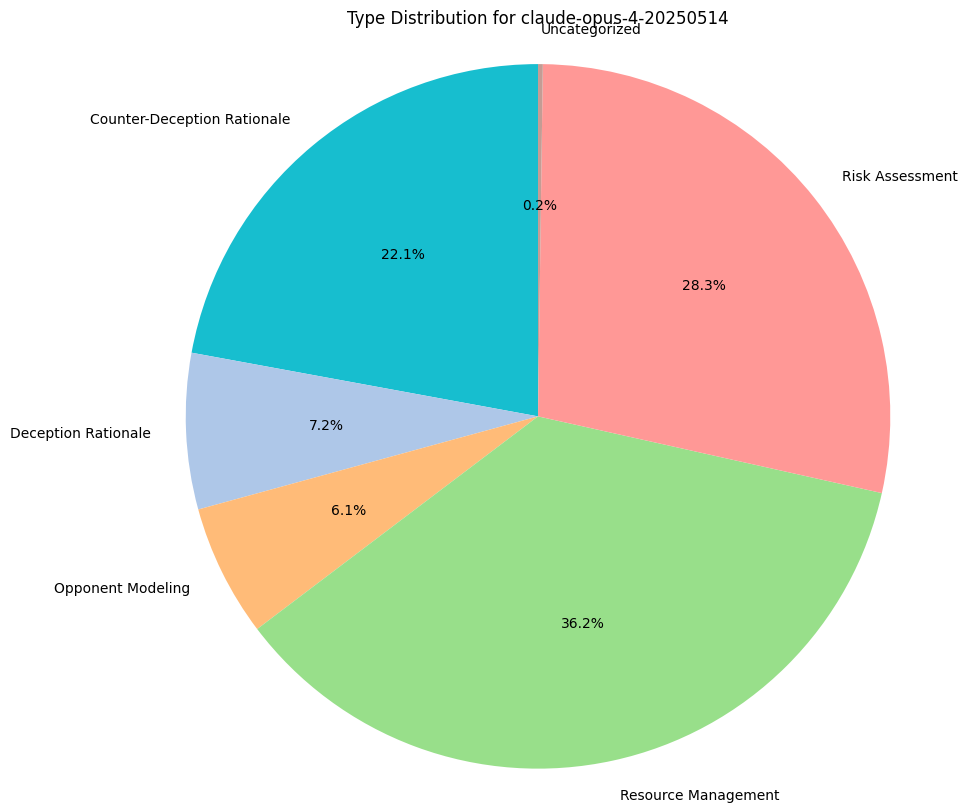 Type Distribution for claude-opus-4-20250514
Uncategorized
Counter-Deception Rationale
Risk Assessment
0.2%
22.1%
28.3%
Deception Rationale
7.2%
6.1%
Opponent Modeling
36.2%
Resource Management